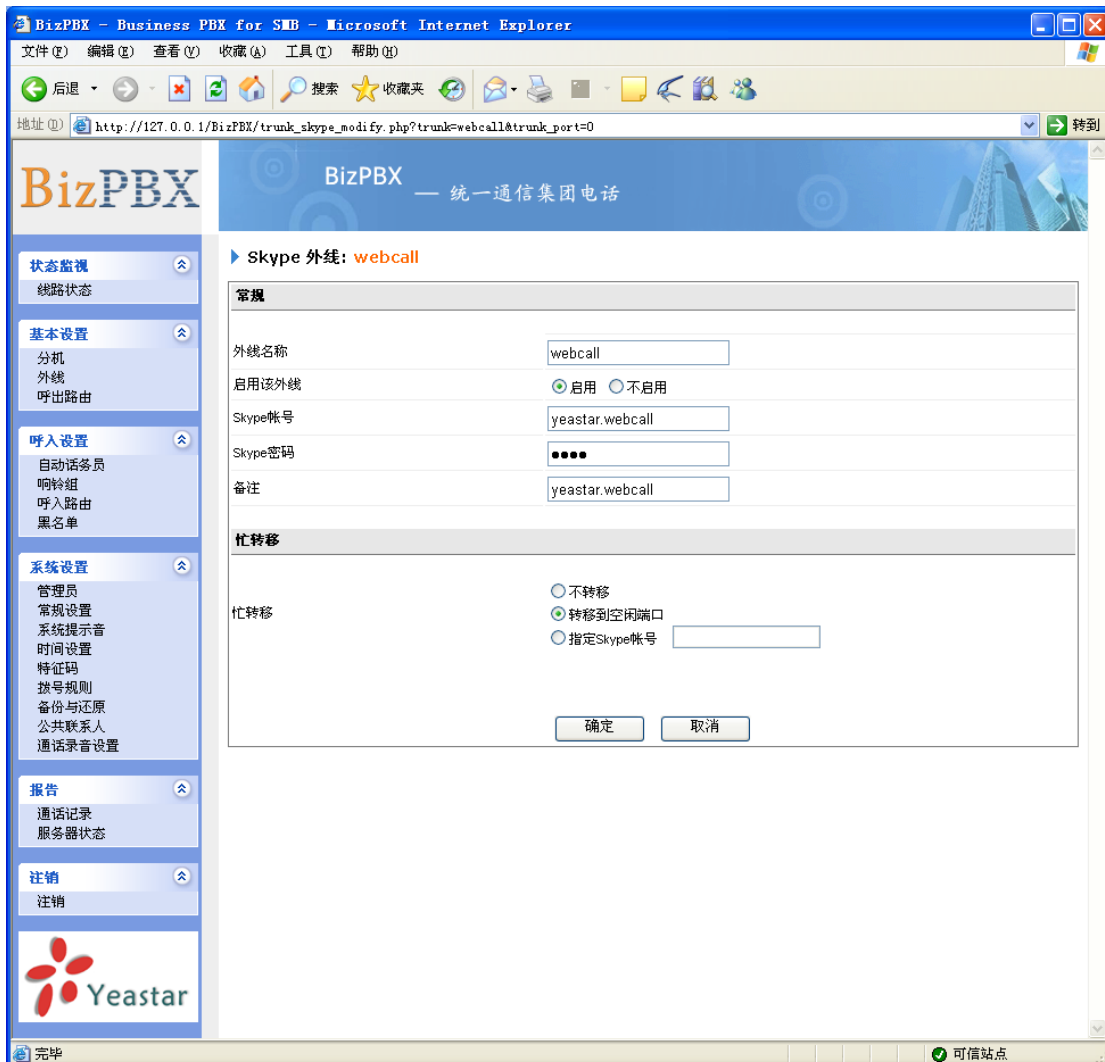 BizPBX - Business PBX for SMB - Microsoft Internet Explorer
文件(F) 编辑(E) 查看(V) 收藏(A) 工具(T) 帮助(H)
后退 搜索 收藏夹
地址(D) http://127.0.0.1/BizPBX/trunk_skype_modify.php?trunk=webcall&trunk_port=0 转到
BizPBX
BizPBX — 统一通信集团电话
状态监视
线路状态
基本设置
分机
外线
呼出路由
呼入设置
自动话务员
响铃组
呼入路由
黑名单
系统设置
管理员
常规设置
系统提示音
时间设置
特征码
拨号规则
备份与还原
公共联系人
通话录音设置
报告
通话记录
服务器状态
注销
注销
Yeastar
Skype 外线: webcall
常规
外线名称 webcall
启用该外线 启用 不启用
Skype帐号 yeastar.webcall
Skype密码 ●●●●
备注 yeastar.webcall
忙转移
忙转移
不转移
转移到空闲端口
指定Skype帐号
确定 取消
完毕 可信站点